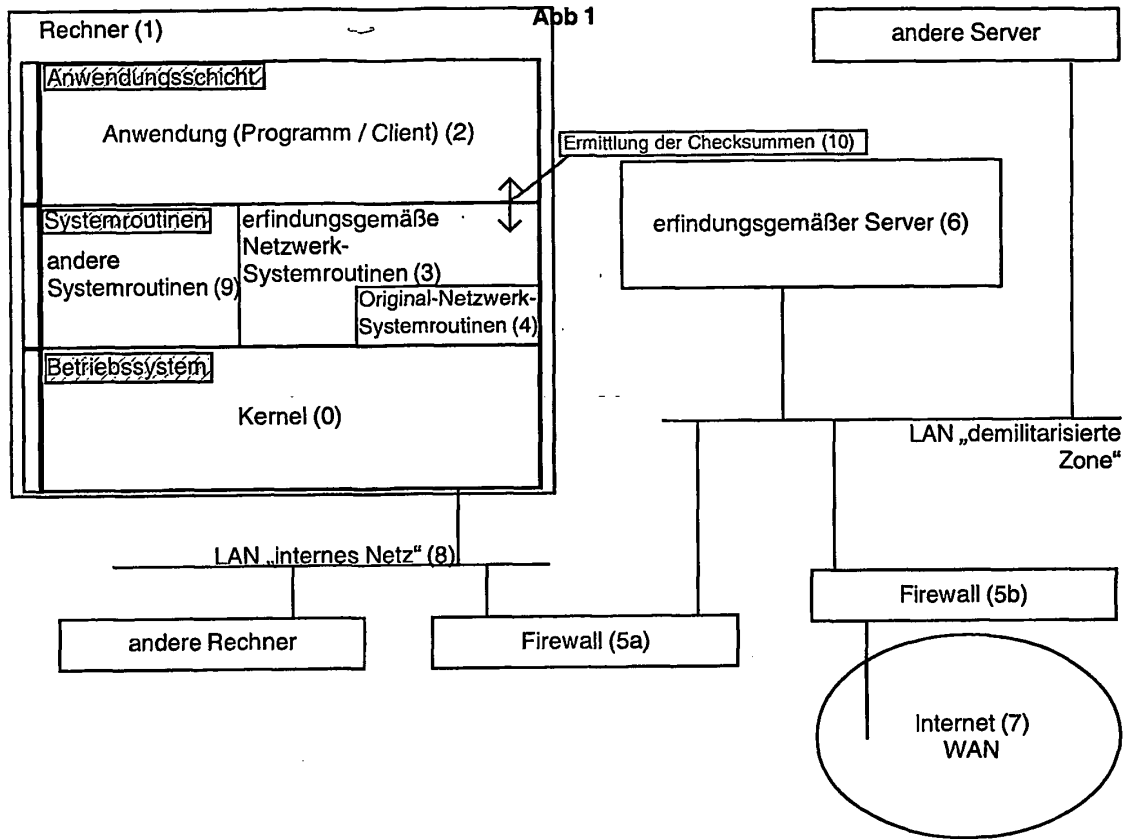 Abb 1
Rechner (1)
Anwendungsschicht
Anwendung (Programm / Client) (2)
Ermittlung der Checksummen (10)
Systemroutinen
andere
Systemroutinen (9)
erfindungsgemäße
Netzwerk-
Systemroutinen (3)
Original-Netzwerk-
Systemroutinen (4)
Betriebssystem
Kernel (0)
andere Server
erfindungsgemäßer Server (6)
LAN „demilitarisierte
Zone“
LAN „internes Netz“ (8)
andere Rechner
Firewall (5a)
Firewall (5b)
Internet (7)
WAN